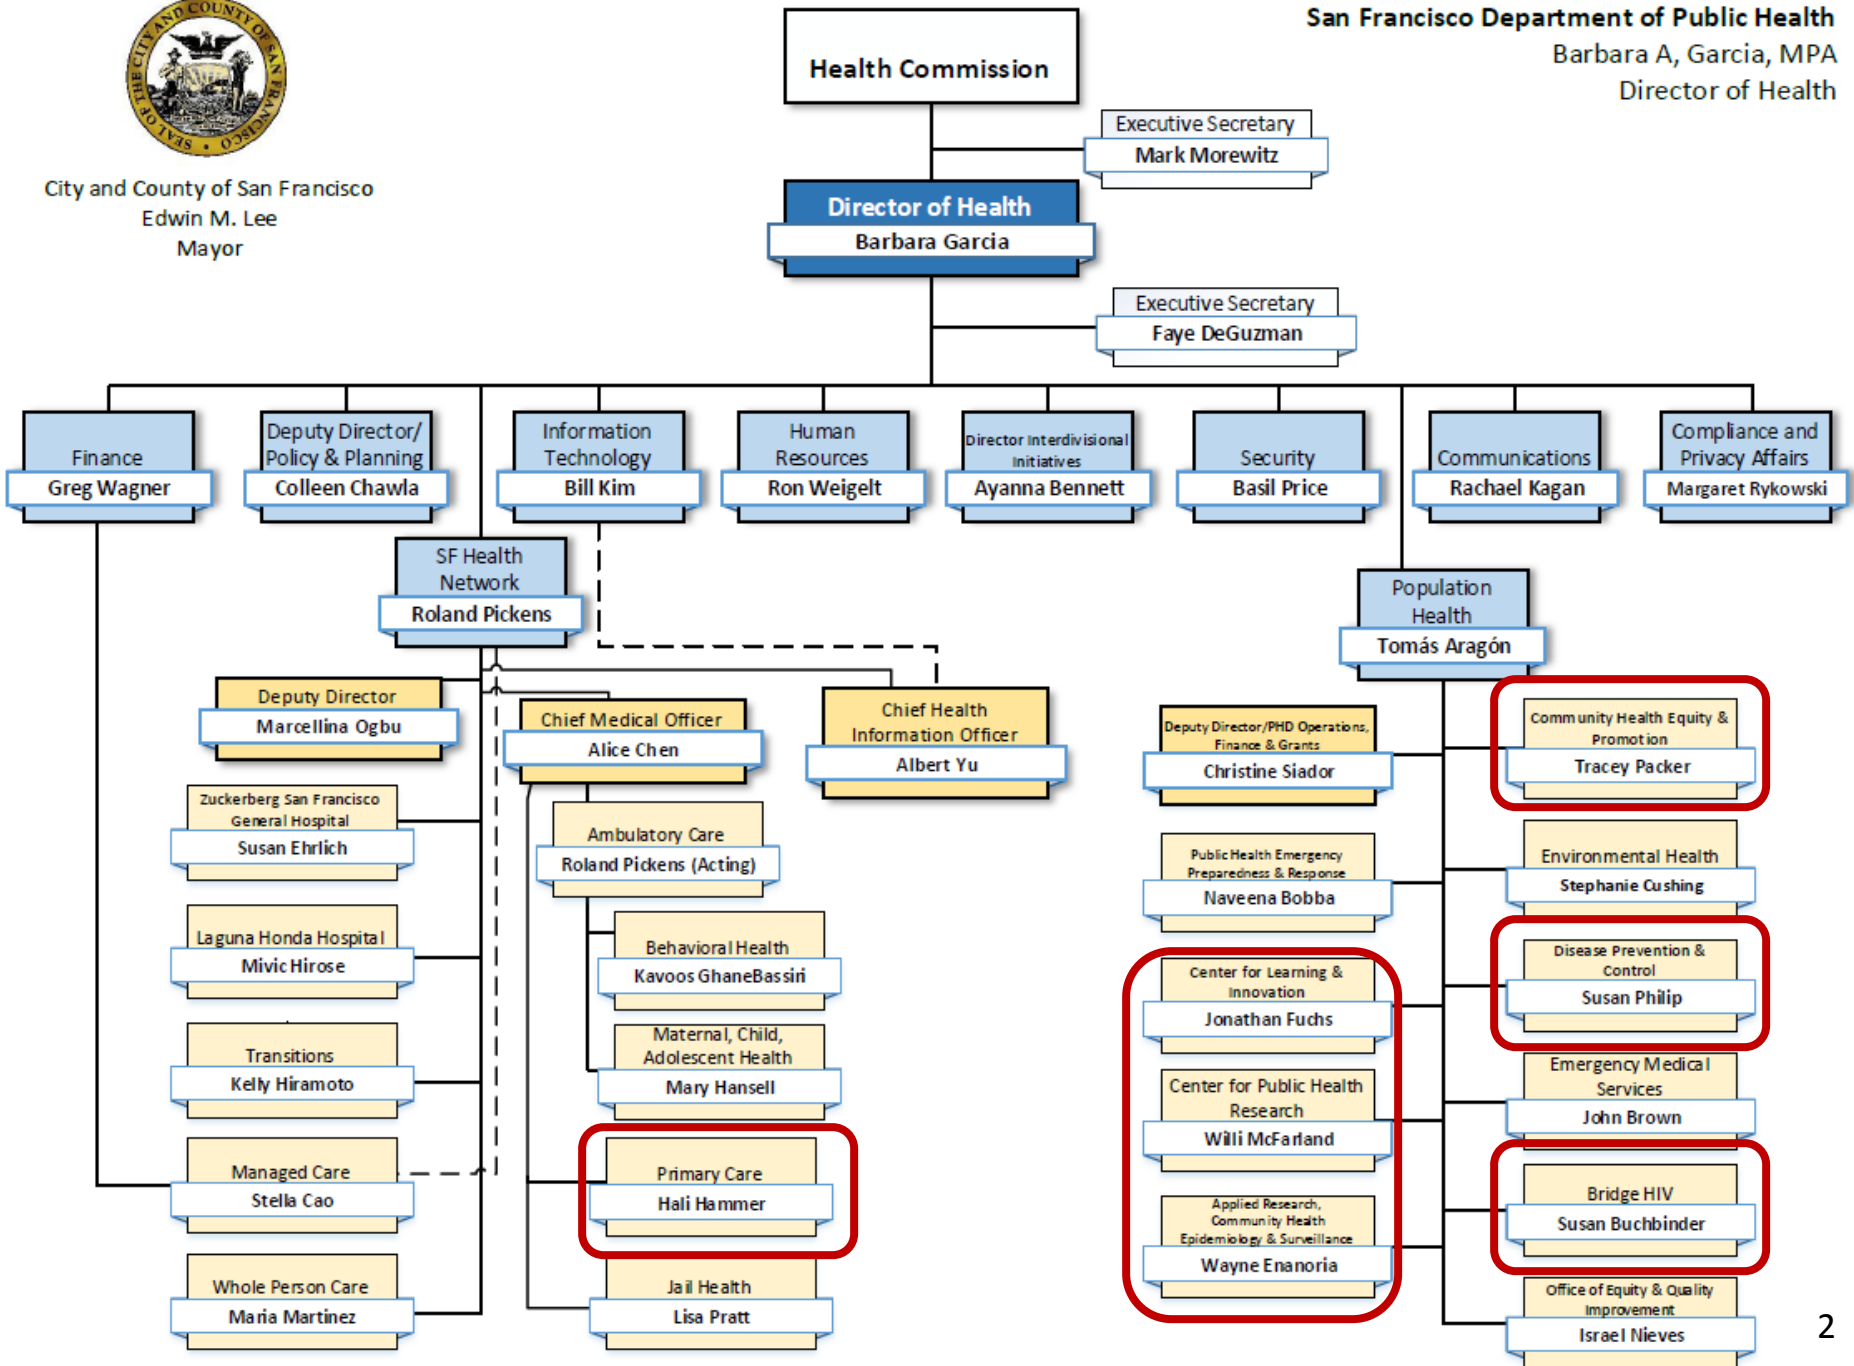 SEAL OF THE CITY AND COUNTY OF SAN FRANCISCO
City and County of San Francisco
Edwin M. Lee
Mayor
San Francisco Department of Public Health
Barbara A, Garcia, MPA
Director of Health
Health Commission
Executive Secretary
Mark Morewitz
Director of Health
Barbara Garcia
Executive Secretary
Faye DeGuzman
Finance
Greg Wagner
Deputy Director/
Policy & Planning
Colleen Chawla
Information
Technology
Bill Kim
Human
Resources
Ron Weigelt
Director Interdivisional
Initiatives
Ayanna Bennett
Security
Basil Price
Communications
Rachael Kagan
Compliance and
Privacy Affairs
Margaret Rykowski
SF Health
Network
Roland Pickens
Population
Health
Tomás Aragón
Deputy Director
Marcellina Ogbu
Chief Medical Officer
Alice Chen
Chief Health
Information Officer
Albert Yu
Zuckerberg San Francisco
General Hospital
Susan Ehrlich
Laguna Honda Hospital
Mivic Hirose
Transitions
Kelly Hiramoto
Managed Care
Stella Cao
Whole Person Care
Maria Martinez
Ambulatory Care
Roland Pickens (Acting)
Behavioral Health
Kavoos GhaneBassiri
Maternal, Child,
Adolescent Health
Mary Hansell
Primary Care
Hali Hammer
Jail Health
Lisa Pratt
Deputy Director/PHD Operations,
Finance & Grants
Christine Siador
Public Health Emergency
Preparedness & Response
Naveena Bobba
Center for Learning &
Innovation
Jonathan Fuchs
Center for Public Health
Research
Willi McFarland
Applied Research,
Community Health
Epidemiology & Surveillance
Wayne Enanoria
Community Health Equity &
Promotion
Tracey Packer
Environmental Health
Stephanie Cushing
Disease Prevention &
Control
Susan Philip
Emergency Medical
Services
John Brown
Bridge HIV
Susan Buchbinder
Office of Equity & Quality
Improvement
Israel Nieves
2